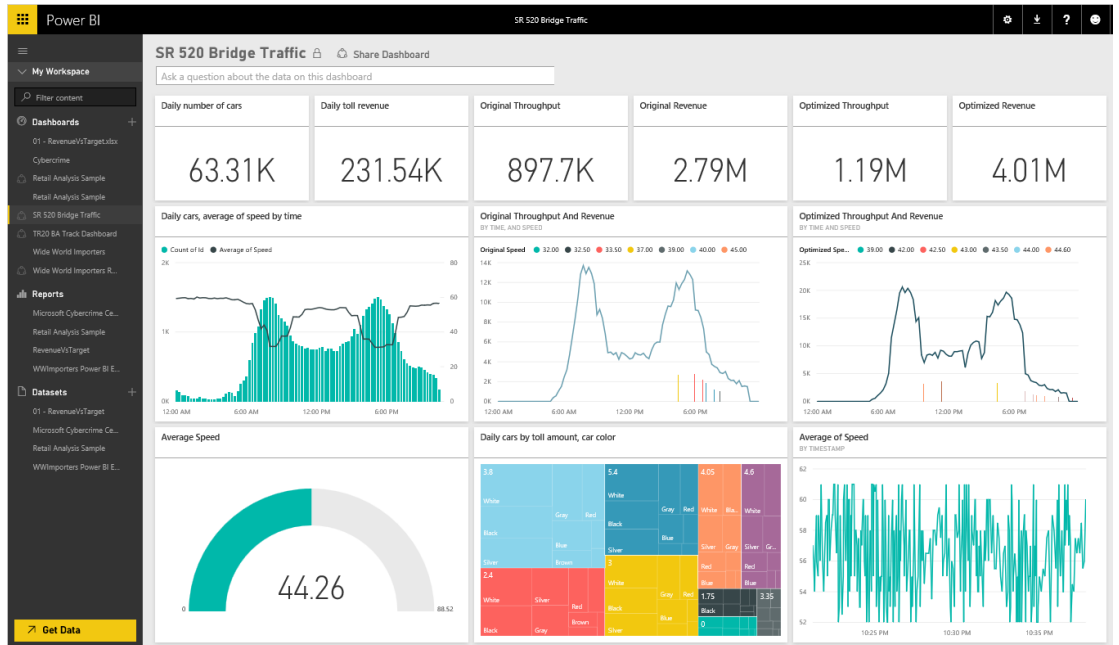 Power BI
SR 520 Bridge Traffic
?
My Workspace
Filter content
Dashboards +
01 - RevenueVsTarget.xlsx
Cybercrime
Retail Analysis Sample
Retail Analysis Sample
SR 520 Bridge Traffic
TR20 BA Track Dashboard
Wide World Importers
Wide World Importers R...
Reports
Microsoft Cybercrime Ce...
Retail Analysis Sample
RevenueVsTarget
WWImporters Power BI E...
Datasets +
01 - RevenueVsTarget
Microsoft Cybercrime Ce...
Retail Analysis Sample
WWImporters Power BI E...
Get Data
SR 520 Bridge Traffic Share Dashboard
Ask a question about the data on this dashboard
Daily number of cars
63.31K
Daily toll revenue
231.54K
Original Throughput
897.7K
Original Revenue
2.79M
Optimized Throughput
1.19M
Optimized Revenue
4.01M
Daily cars, average of speed by time
Count of Id Average of Speed
2K 80
60
1K 40
20
0K 0
12:00 AM 6:00 AM 12:00 PM 6:00 PM
Original Throughput And Revenue
BY TIME, AND SPEED
Original Speed 32.00 32.50 33.50 37.00 39.00 40.00 45.00
14K
12K
10K
8K
6K
4K
2K
0K
12:00 AM 6:00 AM 12:00 PM 6:00 PM
Optimized Throughput And Revenue
BY TIME AND SPEED
Optimized Spe... 39.00 42.00 42.50 43.00 43.50 44.00 44.60
25K
20K
15K
10K
5K
0K
12:00 AM 6:00 AM 12:00 PM 6:00 PM
Average Speed
44.26
0 88.52
Daily cars by toll amount, car color
3.8
White
Gray Red
Black
Blue
Silver Brown
2.4
White Silver
Red
Brown
Black Gray
5.4
White
Gray Red
Black
Blue
Silver
3
White
Gray Red
Black
Blue
Silver
4.05
White Bla...
Silver Gray
Red
Blue
4.6
White
Silver Gr...
Red
Blue
1.75
Black
3.35
0
Average of Speed
BY TIMESTAMP
62
60
58
56
54
52
10:25 PM 10:30 PM 10:35 PM